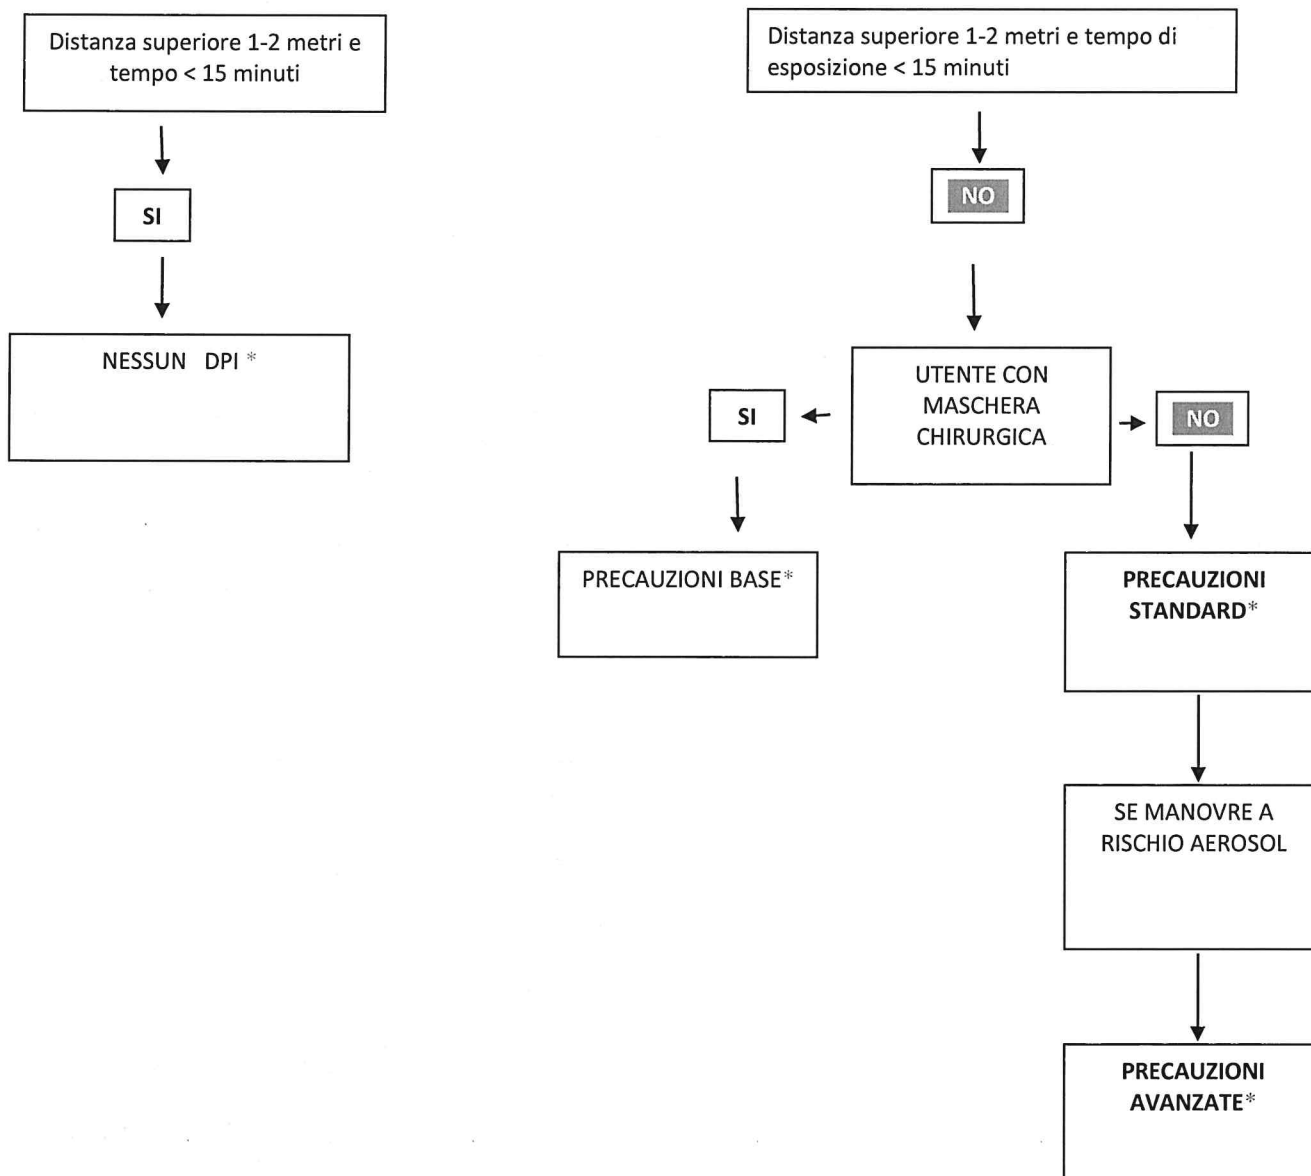 Distanza superiore 1-2 metri e
tempo < 15 minuti
SI
NESSUN DPI *
Distanza superiore 1-2 metri e tempo di
esposizione < 15 minuti
NO
UTENTE CON
MASCHERA
CHIRURGICA
SI
NO
PRECAUZIONI BASE*
PRECAUZIONI
STANDARD*
SE MANOVRE A
RISCHIO AEROSOL
PRECAUZIONI
AVANZATE*